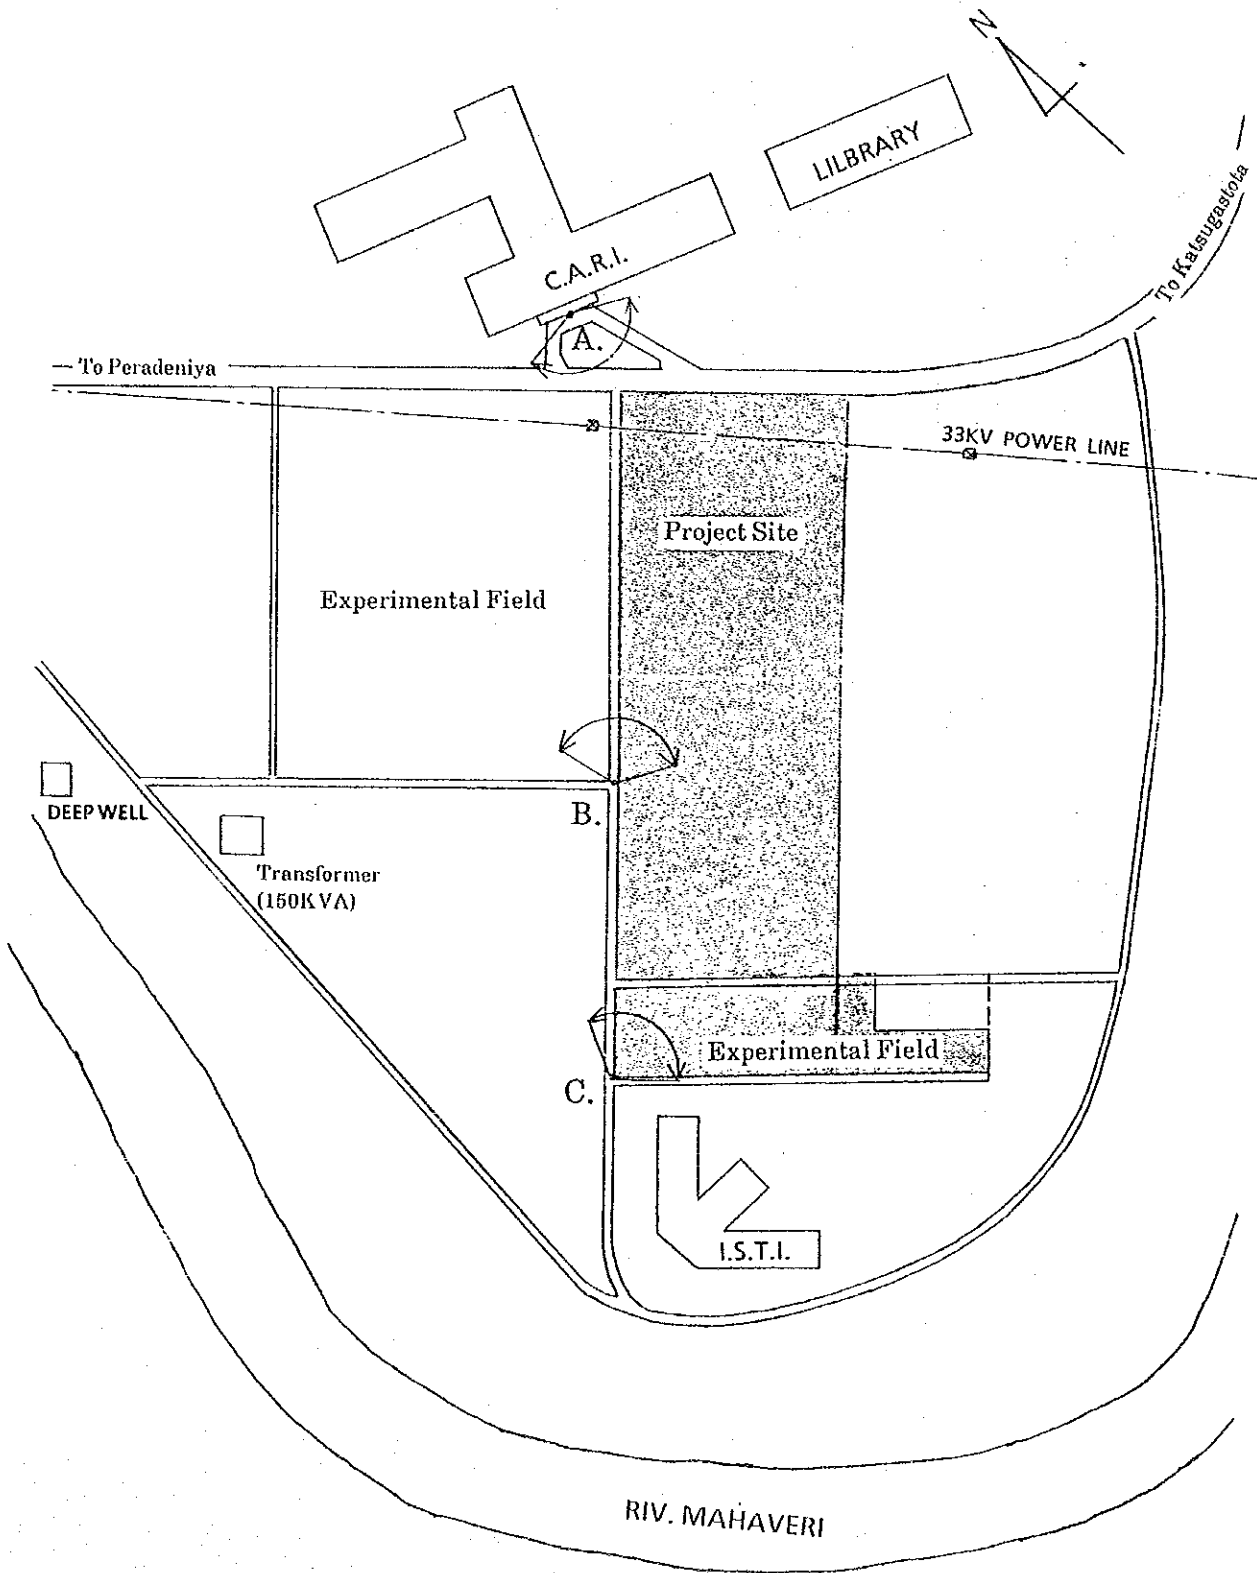 N
LILBRARY
C.A.R.I.
To Katsugastota
A.
To Peradeniya
33KV POWER LINE
Project Site
Experimental Field
B.
DEEP WELL
Transformer
(150KVA)
Experimental Field
C.
I.S.T.I.
RIV. MAHAVERI